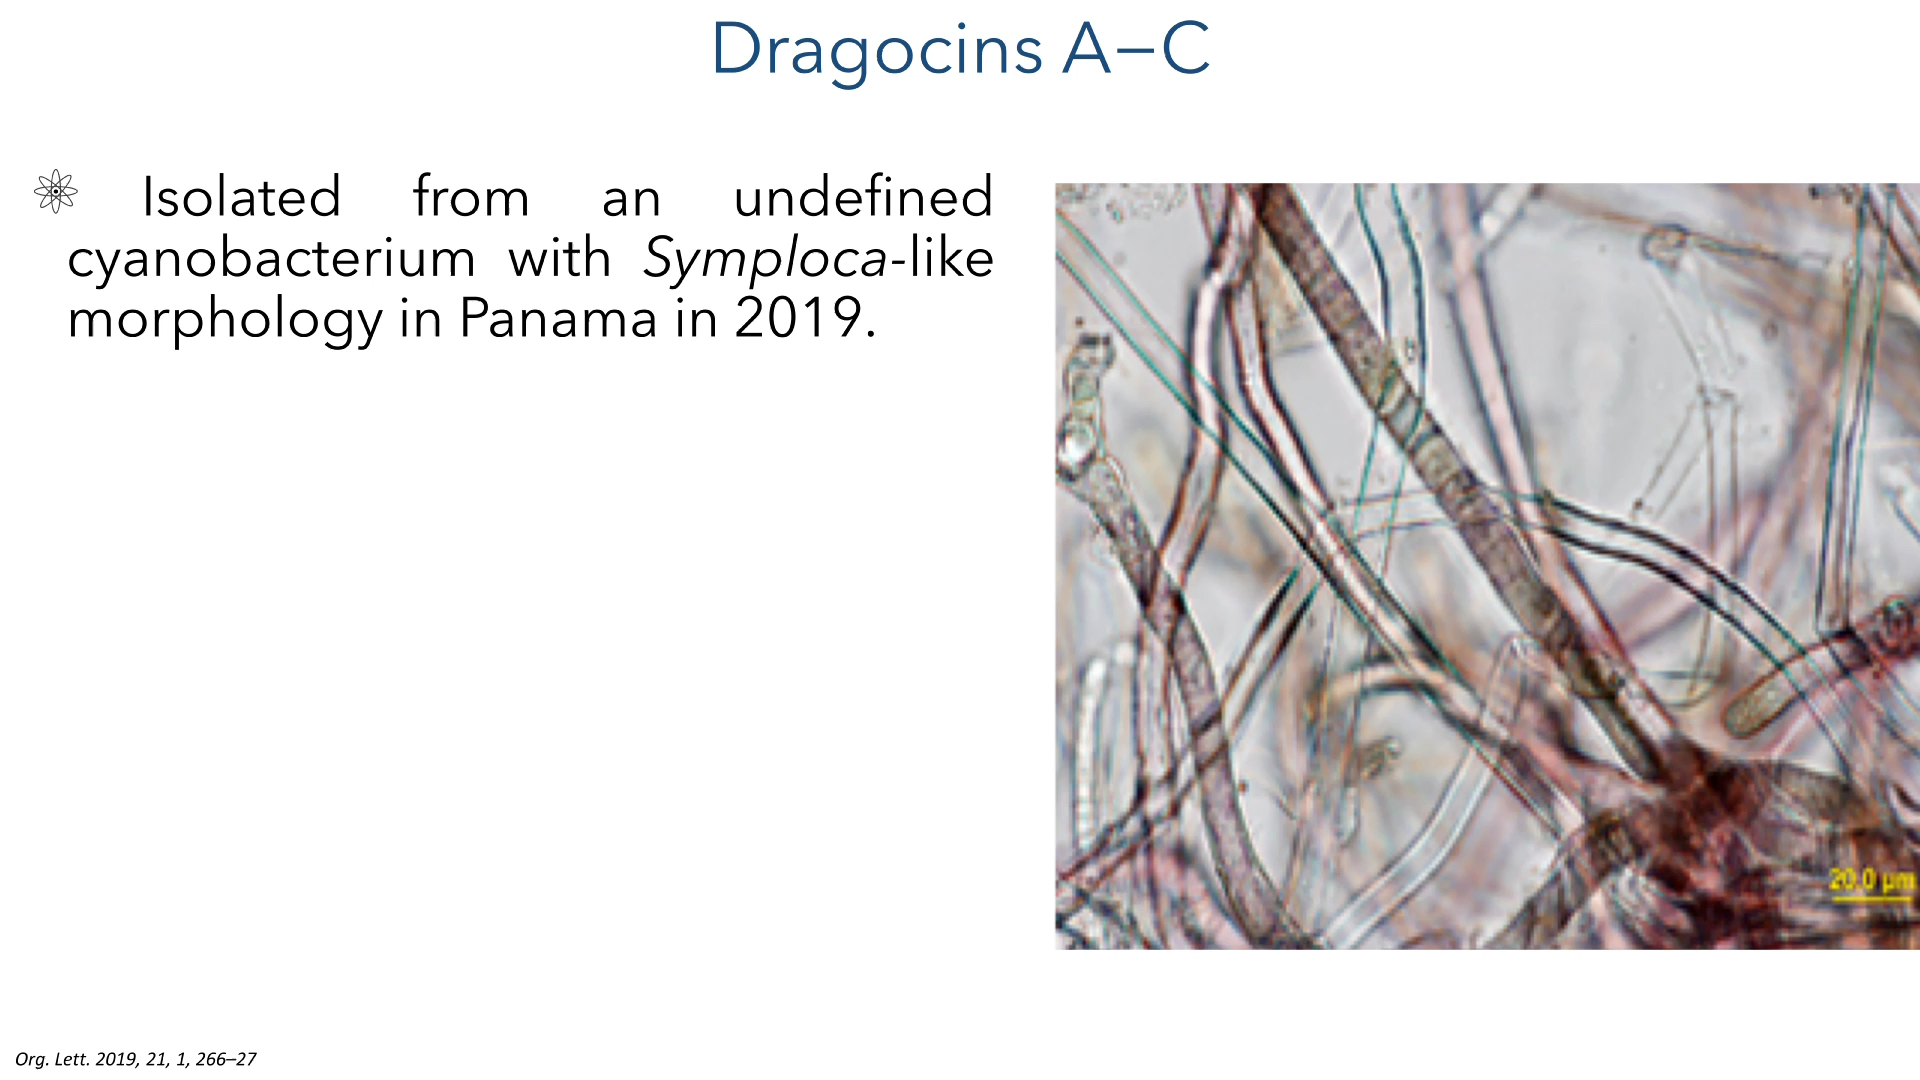 Dragocins A–C
Isolated from an undefined
cyanobacterium with Symploca-like
morphology in Panama in 2019.
20.0 µm
Org. Lett. 2019, 21, 1, 266–27